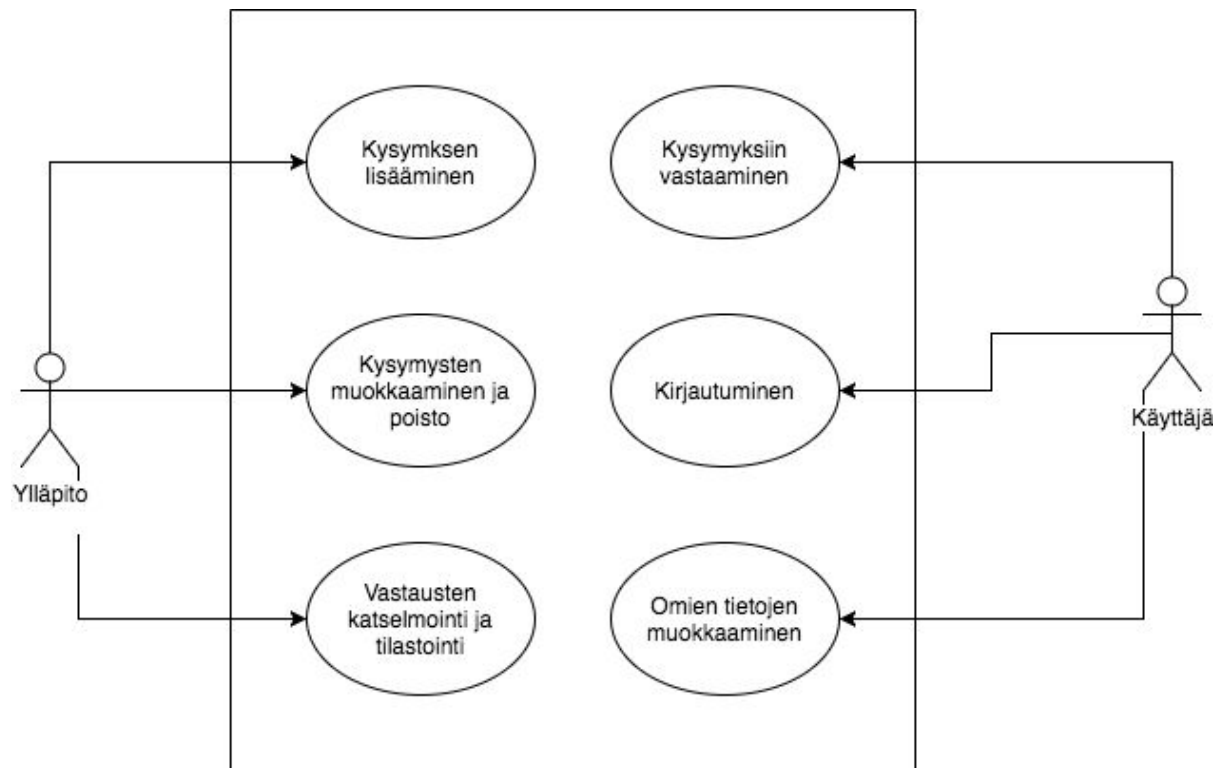 Kysymksen
lisääminen
Kysymyksiin
vastaaminen
Kysymysten
muokkaaminen ja
poisto
Kirjautuminen
Käyttäjä
Ylläpito
Vastausten
katselmointi ja
tilastointi
Omien tietojen
muokkaaminen